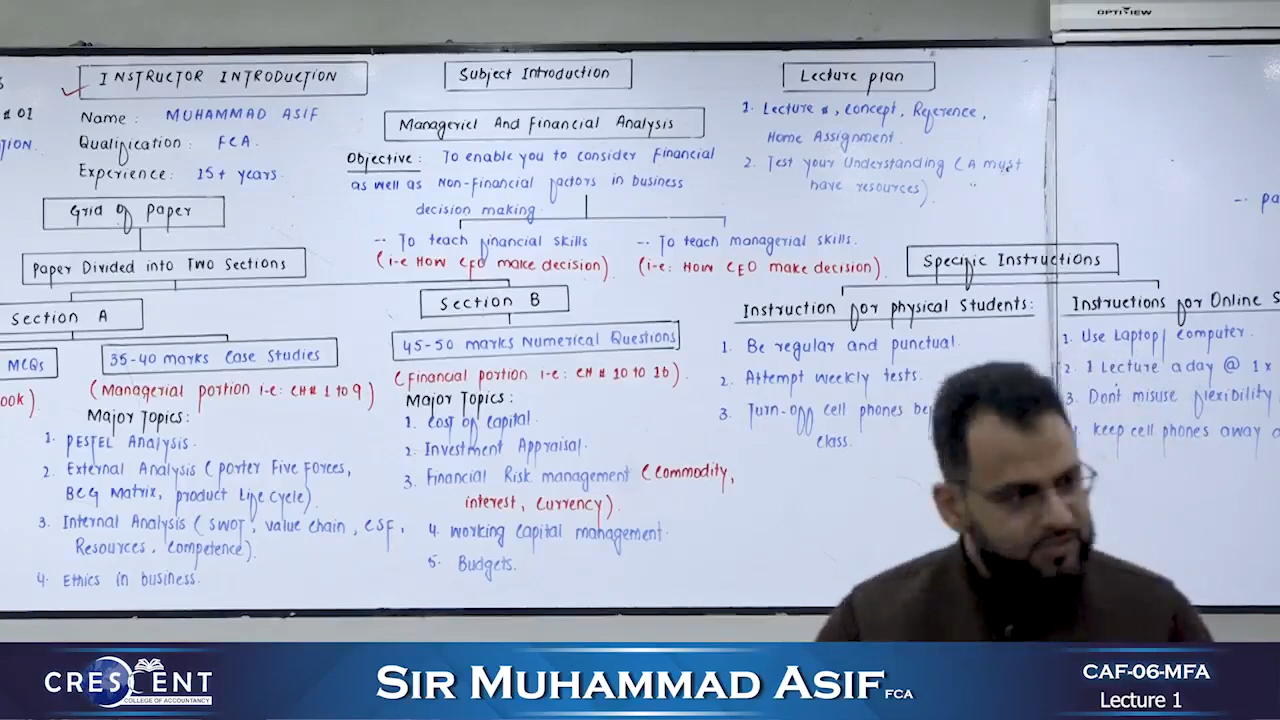 OPTIVIEW
INSTRUCTOR INTRODUCTION
# 01
Name: MUHAMMAD ASIF
Qualification: FCA.
Experience: 15+ years.
Grid of Paper
Paper Divided into Two Sections
Section A
MCQs
35-40 marks Case Studies
(Managerial portion i-e: CH# 1 to 9)
Major Topics:
1. PESTEL Analysis.
2. External Analysis (Porter Five Forces,
BCG Matrix, product Life Cycle).
3. Internal Analysis (SWOT, value chain, CSF,
Resources, Competence).
4. Ethics in business.
Subject Introduction
Managerial And Financial Analysis
Objective: To enable you to consider Financial
as well as Non-Financial factors in business
decision making.
-- To teach financial skills
(i-e How CFO make decision)
-- To teach managerial skills.
(i-e: How CEO make decision).
Section B
45-50 marks Numerical Questions
(Financial portion i-e: CH # 10 to 16).
Major Topics:
1. Cost of Capital.
2. Investment Appraisal.
3. Financial Risk management (Commodity,
interest, Currency).
4. Working Capital management.
5. Budgets.
Lecture plan
1. Lecture #, Concept, Reference,
Home Assignment.
2. Test your Understanding (A must
have resources).
Specific Instructions
Instruction for physical Students:
1. Be regular and punctual.
2. Attempt weekly tests.
3. Turn-off cell phones
class.
Instructions for Online
1. Use Laptop/ Computer.
2. 1 Lecture a day @ 1x
3. Don't misuse flexibility
Keep cell phones away
CRESCENT
COLLEGE OF ACCOUNTANCY
SIR MUHAMMAD ASIF FCA
CAF-06-MFA
Lecture 1